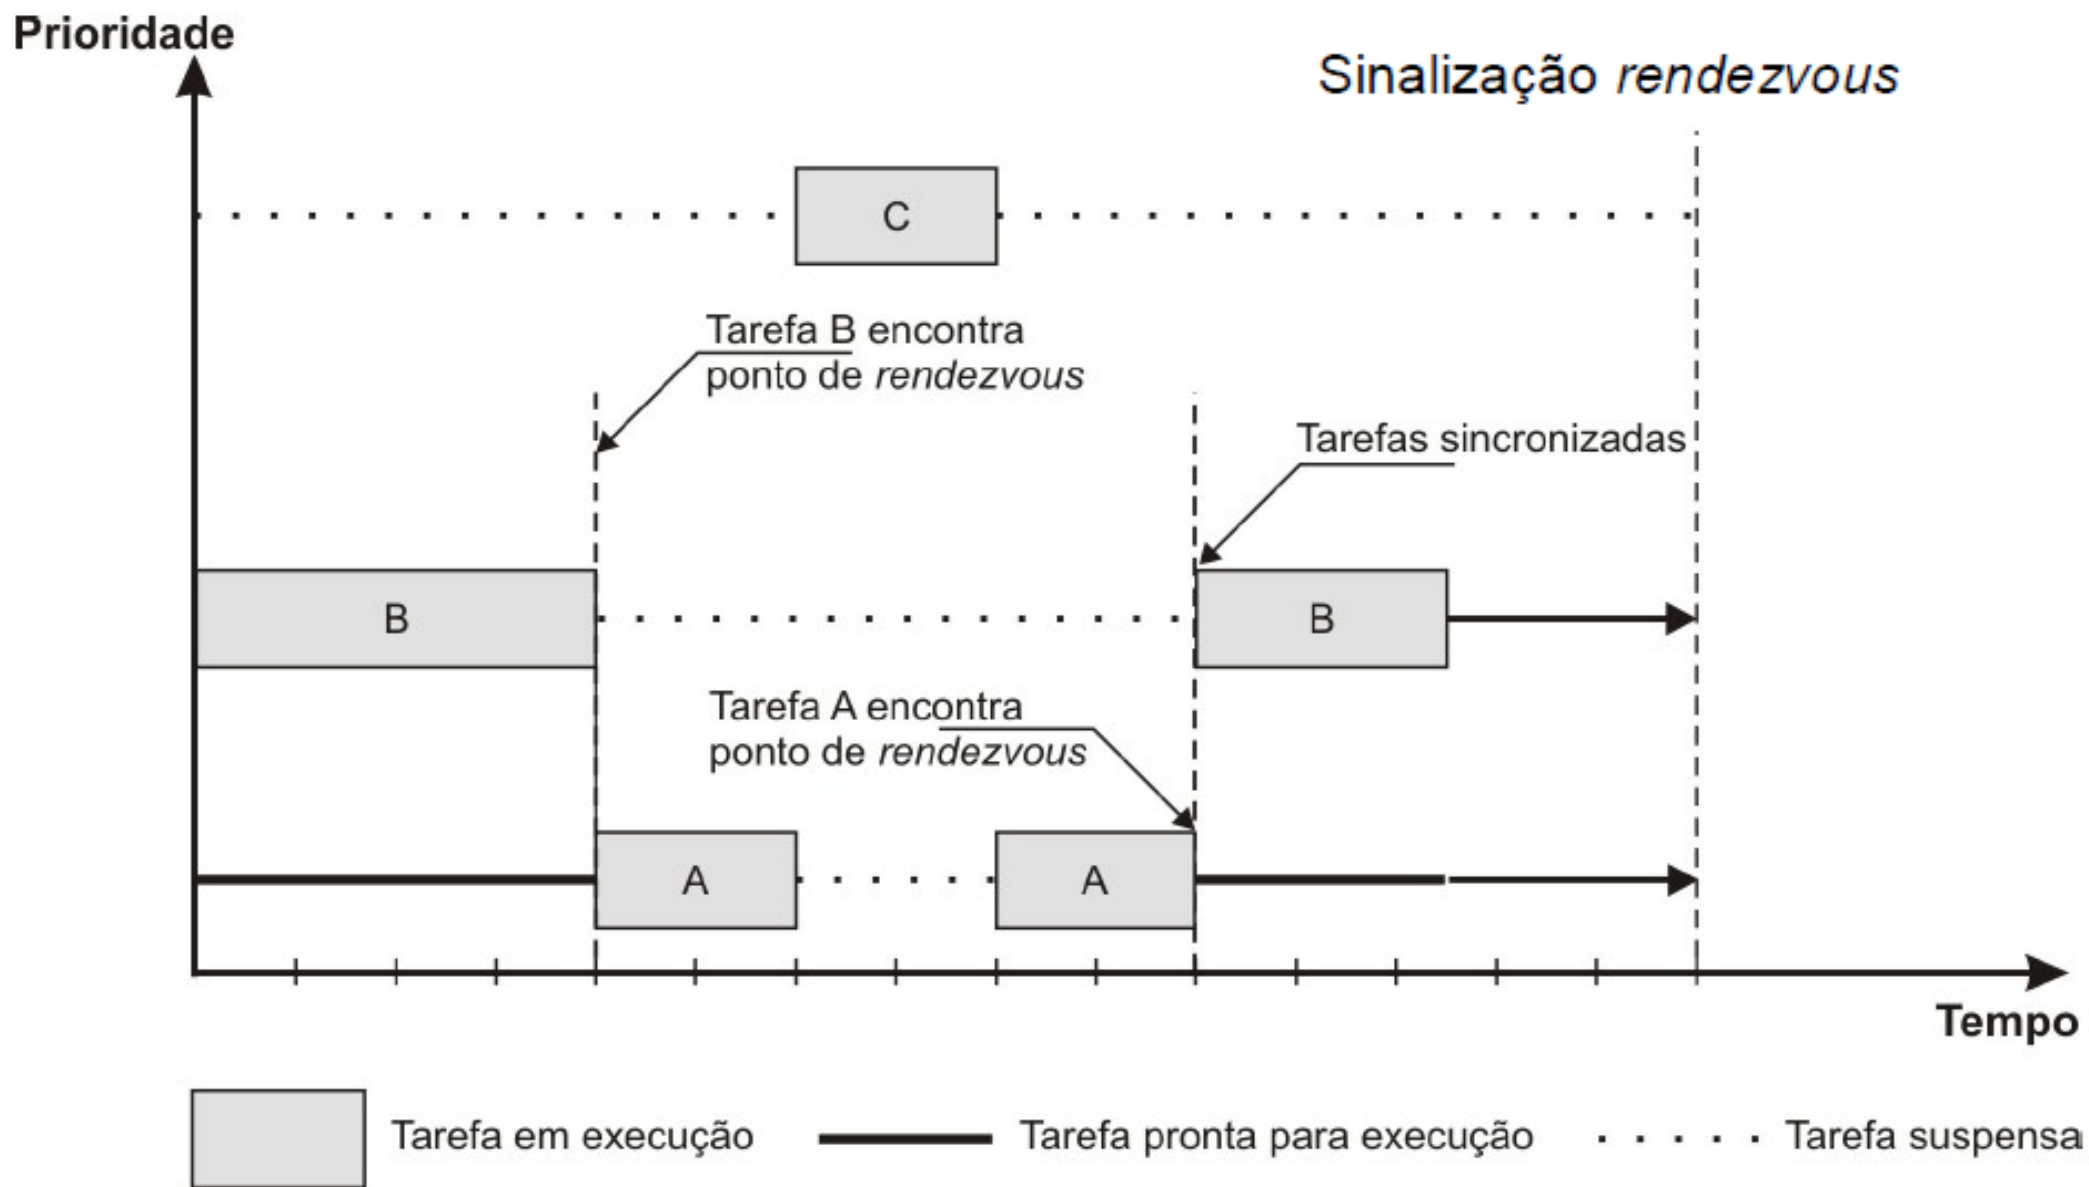 Prioridade
Sinalização rendezvous
C
Tarefa B encontra
ponto de rendezvous
Tarefas sincronizadas
B
B
Tarefa A encontra
ponto de rendezvous
A
A
Tempo
Tarefa em execução
Tarefa pronta para execução
Tarefa suspensa